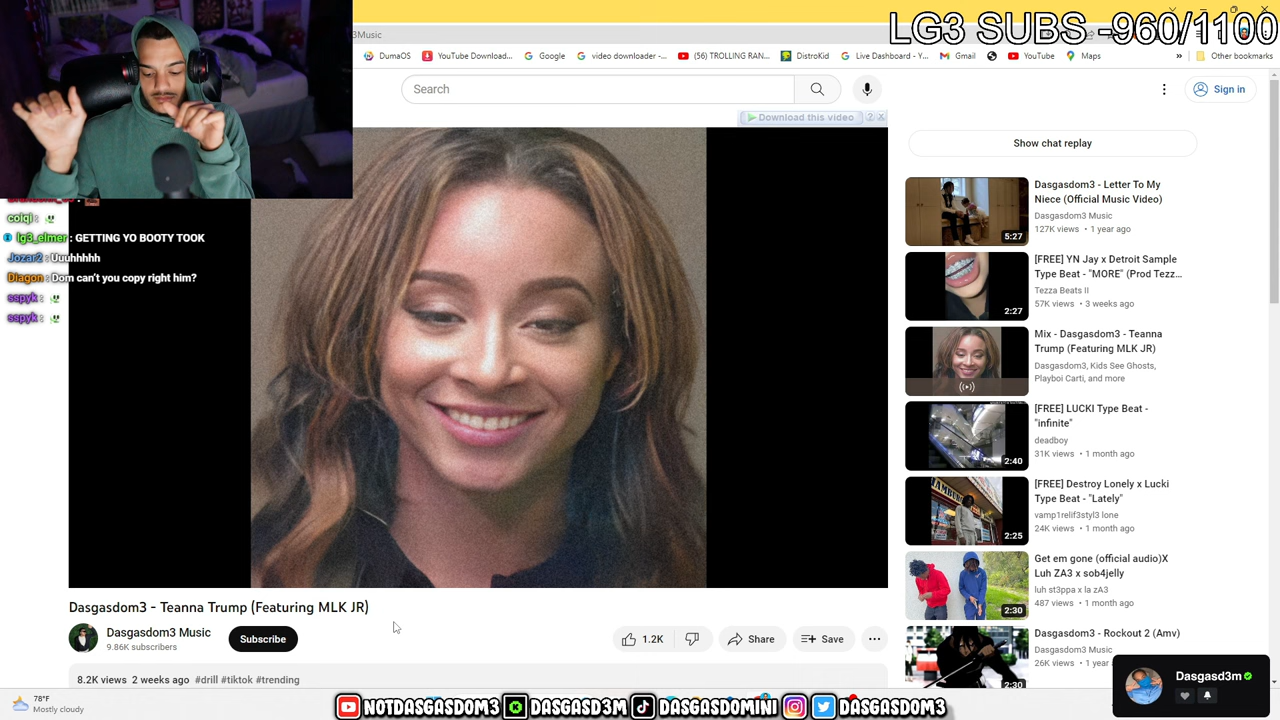 LG3 SUBS -960/1100
3Music
DumaOS
YouTube Download...
Google
video downloader -...
(56) TROLLING RAN...
DistroKid
Live Dashboard - Y...
Gmail
YouTube
Maps
»
Other bookmarks
Search
Sign in
Download this video
Show chat replay
coiqi :
lg3_elmer : GETTING YO BOOTY TOOK
Jozar2 : Uuuhhhhh
Diagon : Dom can't you copy right him?
sspyk :
sspyk :
Dasgasdom3 - Letter To My
Niece (Official Music Video)
Dasgasdom3 Music
127K views • 1 year ago
5:27
[FREE] YN Jay x Detroit Sample
Type Beat - "MORE" (Prod Tezz...
Tezza Beats II
57K views • 3 weeks ago
2:27
Mix - Dasgasdom3 - Teanna
Trump (Featuring MLK JR)
Dasgasdom3, Kids See Ghosts,
Playboi Carti, and more
[FREE] LUCKI Type Beat -
"infinite"
deadboy
31K views • 1 month ago
2:40
[FREE] Destroy Lonely x Lucki
Type Beat - "Lately"
vamp1relif3styl3 lone
24K views • 1 month ago
2:25
Get em gone (official audio)X
Luh ZA3 x sob4jelly
luh st3ppa x la zA3
487 views • 1 month ago
2:30
Dasgasdom3 - Rockout 2 (Amv)
Dasgasdom3 Music
26K views • 1 year
2:30
Dasgasdom3 - Teanna Trump (Featuring MLK JR)
Dasgasdom3 Music
9.86K subscribers
Subscribe
1.2K
Share
Save
8.2K views 2 weeks ago #drill #tiktok #trending
Dasgasd3m
78°F
Mostly cloudy
NOTDASGASDOM3
DASGASD3M
DASGASDOMINI
DASGASDOM3